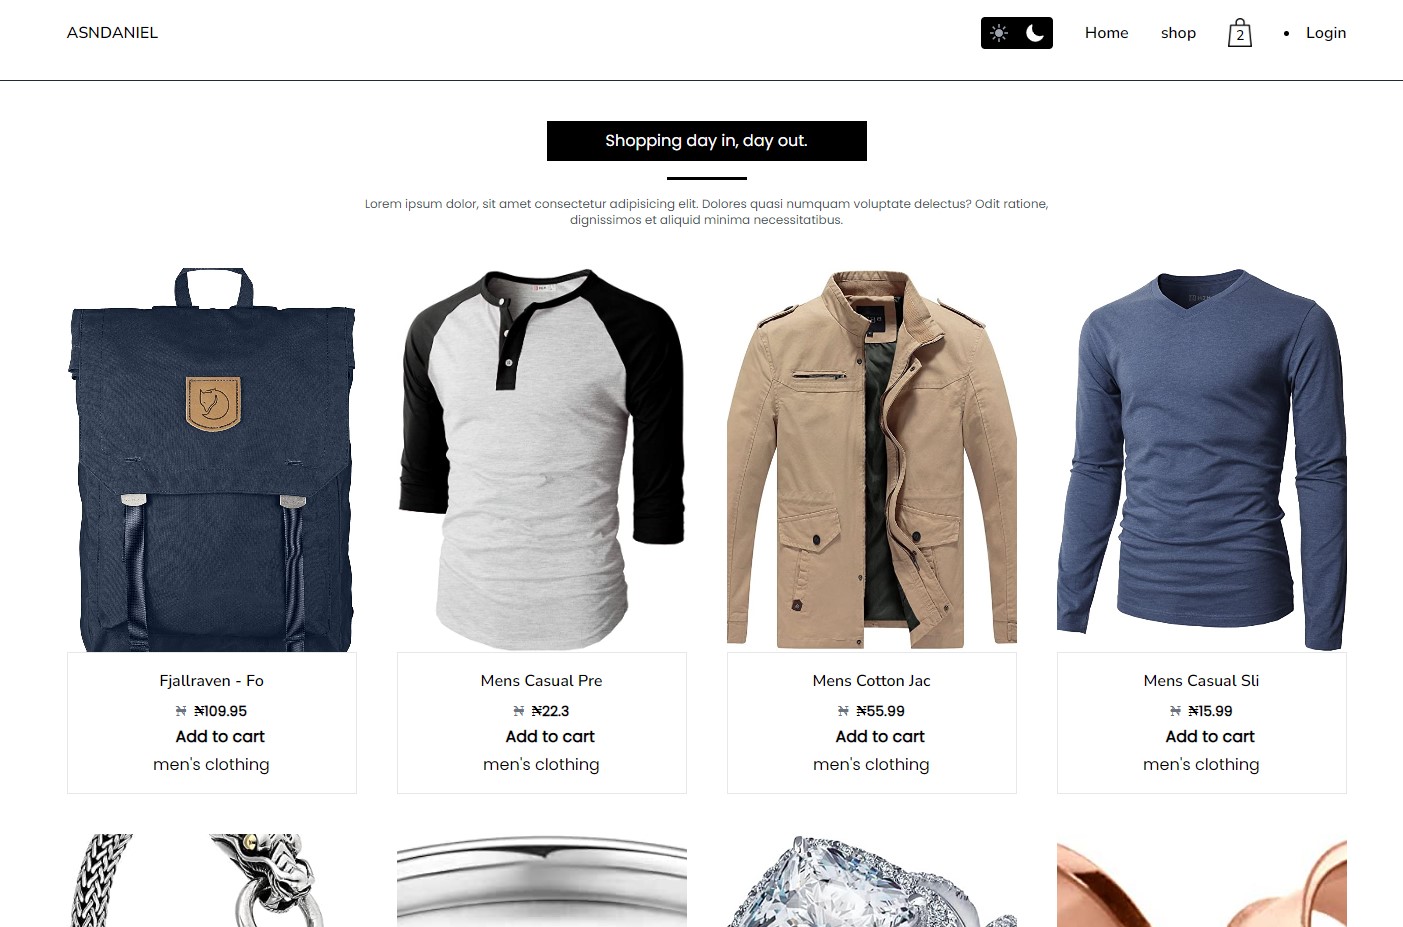 ASNDANIEL
Home shop 2 • Login
Shopping day in, day out.
Lorem ipsum dolor, sit amet consectetur adipisicing elit. Dolores quasi numquam voluptate delectus? Odit ratione,
dignissimos et aliquid minima necessitatibus.
Fjallraven - Fo
₦ ₦109.95
Add to cart
men's clothing
Mens Casual Pre
₦ ₦22.3
Add to cart
men's clothing
Mens Cotton Jac
₦ ₦55.99
Add to cart
men's clothing
Mens Casual Sli
₦ ₦15.99
Add to cart
men's clothing